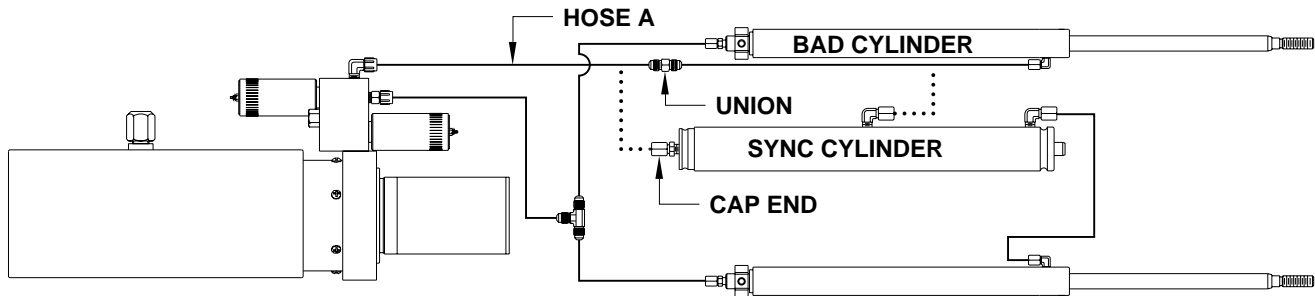 HOSE A
BAD CYLINDER
UNION
SYNC CYLINDER
CAP END